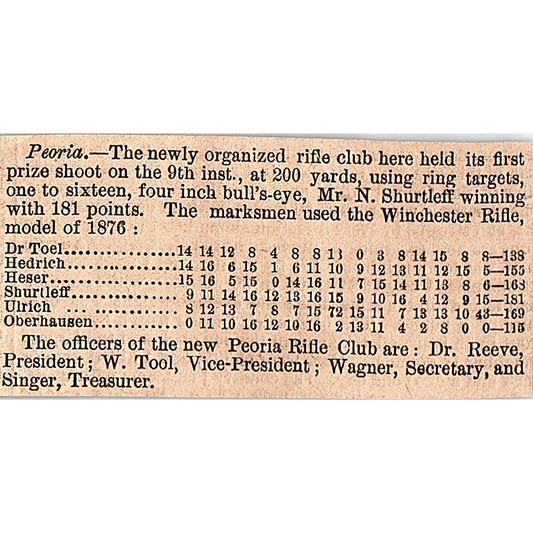 Peoria.—The newly organized rifle club here held its first
prize shoot on the 9th inst., at 200 yards, using ring targets,
one to sixteen, four inch bull's-eye, Mr. N. Shurtleff winning
with 181 points. The marksmen used the Winchester Rifle,
model of 1876 :
Dr Toel.................14 14 12 8 4 8 8 13 0 3 8 14 15 8 8—138
Hedrich................14 16 6 15 1 6 11 10 9 12 13 11 12 5—155
Heser...................15 16 5 15 0 14 16 11 7 15 14 11 13 8 6—168
Shurtleff................ 9 11 14 16 12 13 16 15 9 10 16 4 12 9 15—181
Ulrich .................. 8 12 13 7 8 15 72 15 11 7 13 13 10 43—169
Oberhausen........... 0 11 10 16 12 10 16 2 13 11 4 2 8 0 0—115
The officers of the new Peoria Rifle Club are : Dr. Reeve,
President ; W. Tool, Vice-President ; Wagner, Secretary, and
Singer, Treasurer.